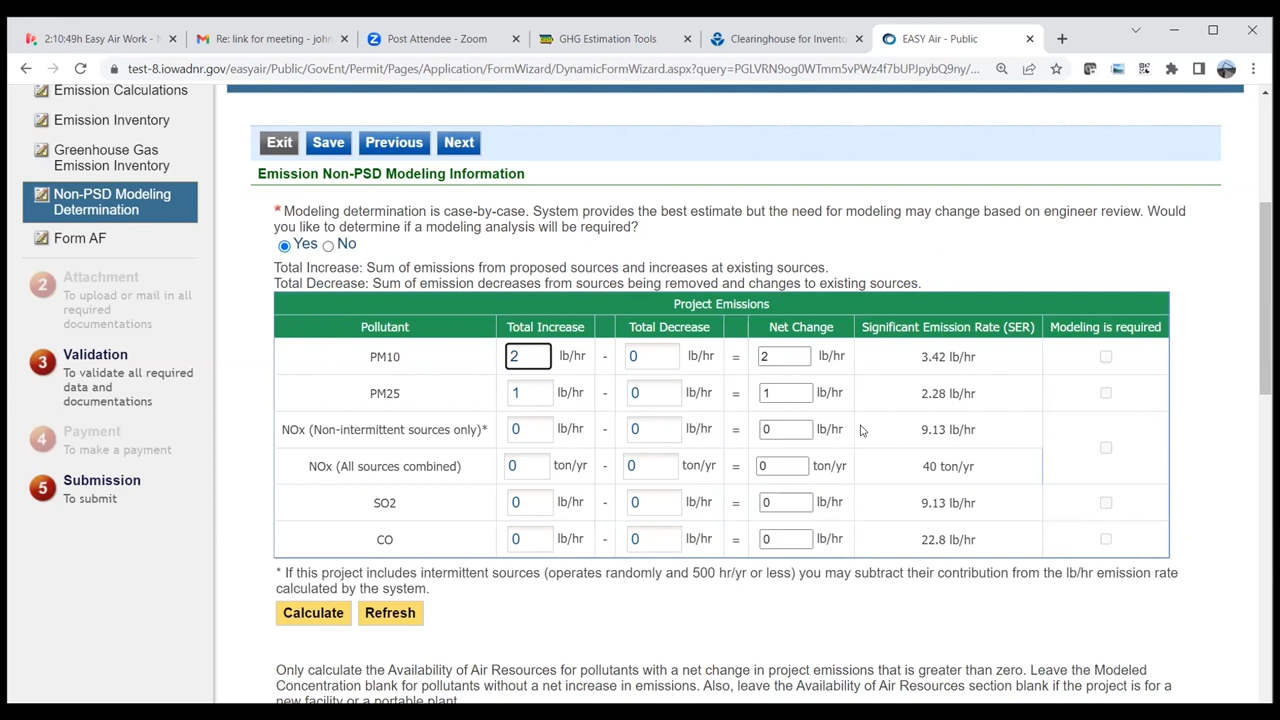 2:10:49h Easy Air Work -
Re: link for meeting - john
Post Attendee - Zoom
GHG Estimation Tools
Clearinghouse for Invento
EASY Air - Public
test-8.iowadnr.gov/easyair/Public/GovEnt/Permit/Pages/Application/FormWizard/DynamicFormWizard.aspx?query=PGLVRN9og0WTmm5vPWz4f7bUPJpybQ9ny/...
Emission Calculations
Emission Inventory
Greenhouse Gas
Emission Inventory
Non-PSD Modeling
Determination
Form AF
2 Attachment
To upload or mail in all
required
documentations
3 Validation
To validate all required
data and
documentations
4 Payment
To make a payment
5 Submission
To submit
Exit Save Previous Next
Emission Non-PSD Modeling Information
* Modeling determination is case-by-case. System provides the best estimate but the need for modeling may change based on engineer review. Would
you like to determine if a modeling analysis will be required?
Yes No
Total Increase: Sum of emissions from proposed sources and increases at existing sources.
Total Decrease: Sum of emission decreases from sources being removed and changes to existing sources.
Project Emissions
Pollutant Total Increase Total Decrease Net Change Significant Emission Rate (SER) Modeling is required
PM10 2 lb/hr - 0 lb/hr = 2 lb/hr 3.42 lb/hr
PM25 1 lb/hr - 0 lb/hr = 1 lb/hr 2.28 lb/hr
NOx (Non-intermittent sources only)* 0 lb/hr - 0 lb/hr = 0 lb/hr 9.13 lb/hr
NOx (All sources combined) 0 ton/yr - 0 ton/yr = 0 ton/yr 40 ton/yr
SO2 0 lb/hr - 0 lb/hr = 0 lb/hr 9.13 lb/hr
CO 0 lb/hr - 0 lb/hr = 0 lb/hr 22.8 lb/hr
* If this project includes intermittent sources (operates randomly and 500 hr/yr or less) you may subtract their contribution from the lb/hr emission rate
calculated by the system.
Calculate Refresh
Only calculate the Availability of Air Resources for pollutants with a net change in project emissions that is greater than zero. Leave the Modeled
Concentration blank for pollutants without a net increase in emissions. Also, leave the Availability of Air Resources section blank if the project is for a
new facility or a portable plant.